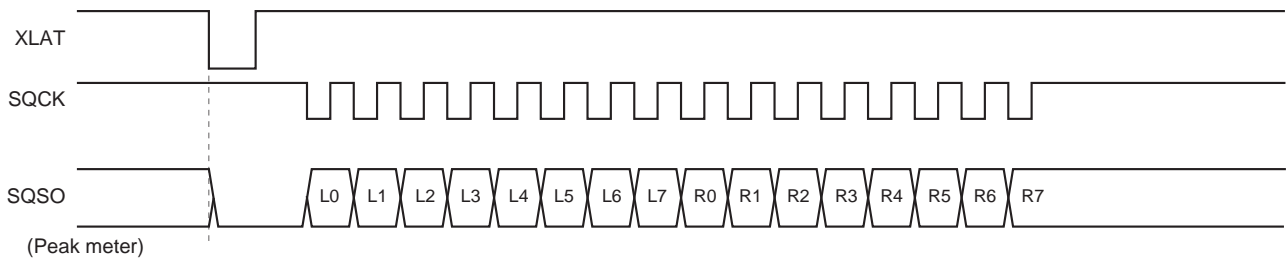 XLAT
SQCK
SQSO
L0 L1 L2 L3 L4 L5 L6 L7 R0 R1 R2 R3 R4 R5 R6 R7
(Peak meter)